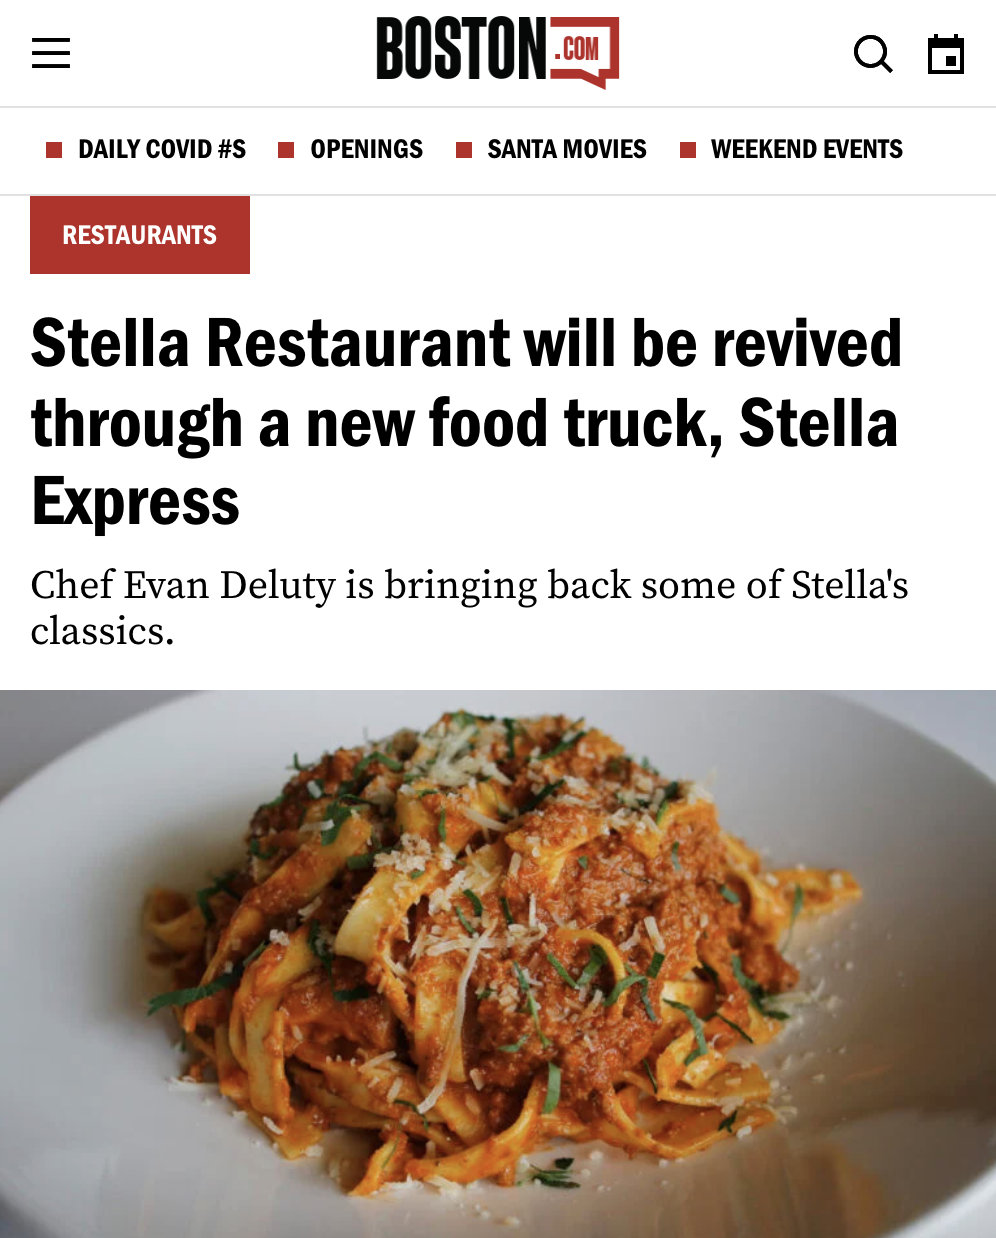 BOSTON.COM
DAILY COVID #S OPENINGS SANTA MOVIES WEEKEND EVENTS
RESTAURANTS
Stella Restaurant will be revived
through a new food truck, Stella
Express
Chef Evan Deluty is bringing back some of Stella's
classics.